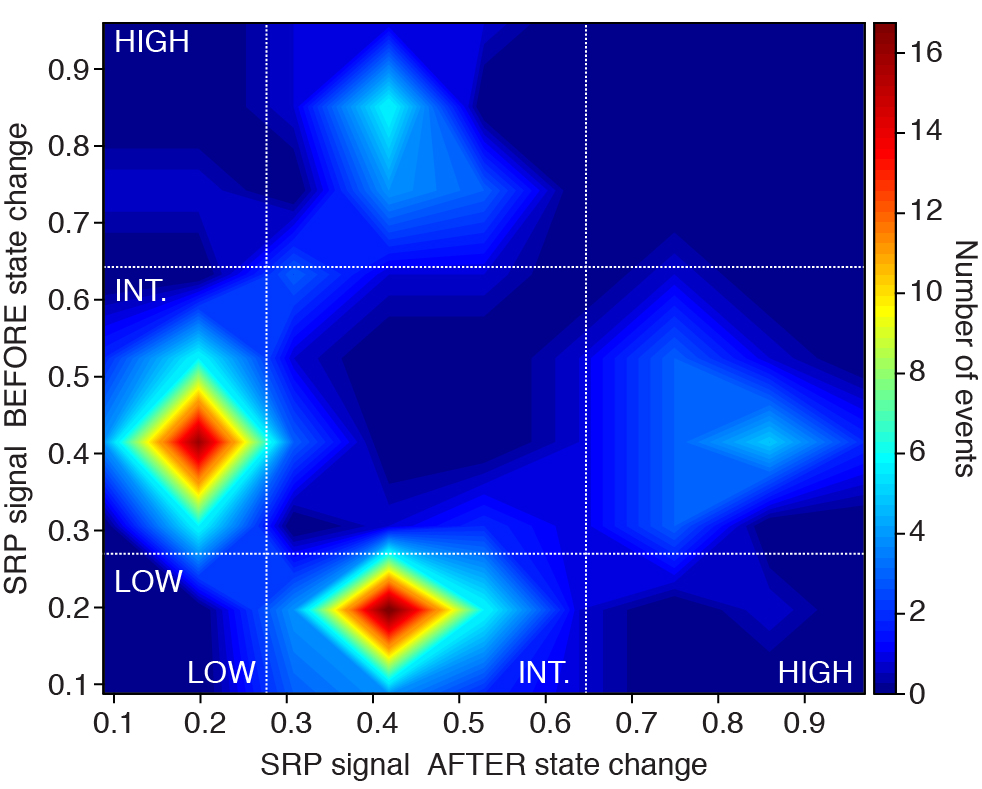 HIGH
INT.
LOW
LOW INT. HIGH
0.9
0.8
0.7
0.6
0.5
0.4
0.3
0.2
0.1
0.1 0.2 0.3 0.4 0.5 0.6 0.7 0.8 0.9
SRP signal BEFORE state change
SRP signal AFTER state change
16
14
12
10
8
6
4
2
0
Number of events